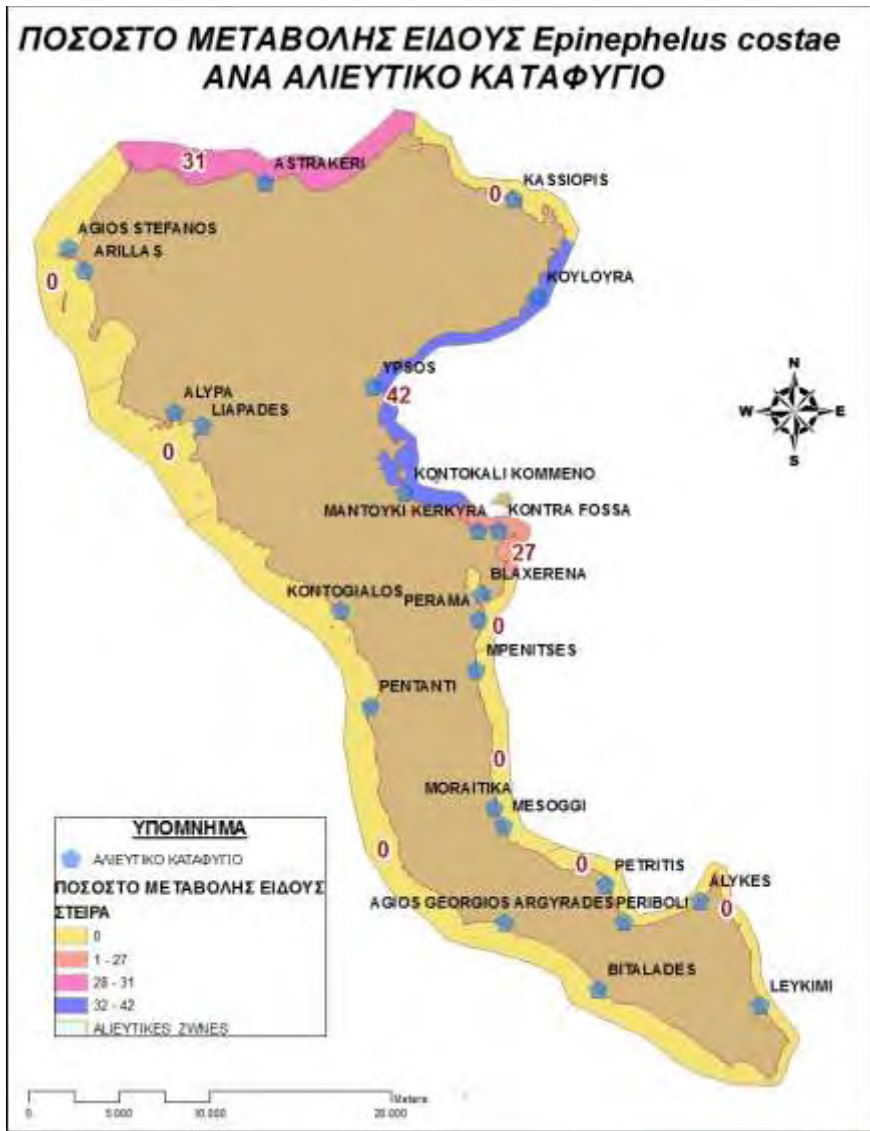 ΠΟΣΟΣΤΟ ΜΕΤΑΒΟΛΗΣ ΕΙΔΟΥΣ Epinephelus costae
ΑΝΑ ΑΛΙΕΥΤΙΚΟ ΚΑΤΑΦΥΓΙΟ
31
ASTRAKERI
KASSIOPIS
0
AGIOS STEFANOS
ARILLAS
0
KOYLOYRA
YPSOS
42
ALYPA
LIAPADES
0
N
W
E
S
KONTOKALI KOMMENO
MANTOYKI KERKYRA
KONTRA FOSSA
27
BLAXERENA
KONTOGIALOS
PERAMA
0
MPENITSES
PENTANTI
0
MORAITIKA
MESOGGI
0
0
PETRITIS
ALYKES
0
AGIOS GEORGIOS ARGYRADES
PERIBOLI
BITALADES
LEYKIMI
ΥΠΟΜΝΗΜΑ
ΑΛΙΕΥΤΙΚΟ ΚΑΤΑΦΥΓΙΟ
ΠΟΣΟΣΤΟ ΜΕΤΑΒΟΛΗΣ ΕΙΔΟΥΣ
ΣΤΕΙΡΑ
0
1 - 27
28 - 31
32 - 42
ALIEYTIKES_ZWNES
Meters
0
5.000
10.000
20.000